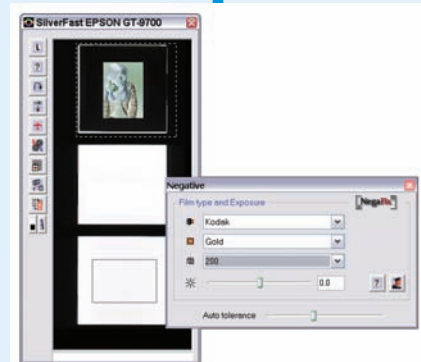 SilverFast EPSON GT-9700
Negative
Film type and Exposure
[NegaFix]
Kodak
Gold
200
0.0
?
Auto tolerance